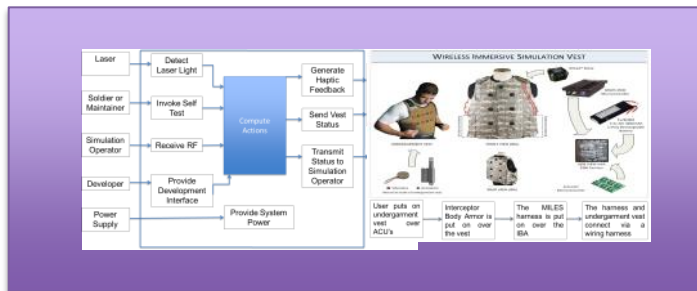 WIRELESS IMMERSIVE SIMULATION VEST
Laser
Soldier or
Maintainer
Simulation
Operator
Developer
Power
Supply
Detect
Laser Light
Invoke Self
Test
Receive RF
Provide
Development
Interface
Compute
Actions
Provide System
Power
Generate
Haptic
Feedback
Send Vest
Status
Transmit
Status to
Simulation
Operator
User puts on
undergarment
vest over
ACU's
Interceptor
Body Armor is
put on over
the vest
The MILES
harness is put
on over the
IBA
The harness and
undergarment vest
connect via a
wiring harness